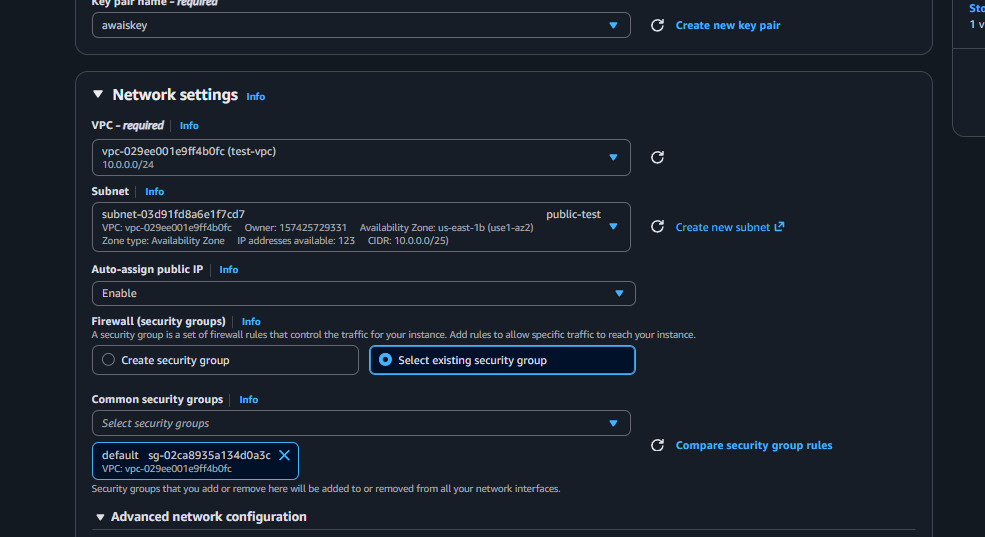 Key pair name - required
awaiskey
Create new key pair
Sto
1 v
Network settings Info
VPC - required Info
vpc-029ee001e9ff4b0fc (test-vpc)
10.0.0.0/24
Subnet Info
subnet-03d91fd8a6e1f7cd7 public-test
VPC: vpc-029ee001e9ff4b0fc Owner: 157425729331 Availability Zone: us-east-1b (use1-az2)
Zone type: Availability Zone IP addresses available: 123 CIDR: 10.0.0.0/25)
Create new subnet
Auto-assign public IP Info
Enable
Firewall (security groups) Info
A security group is a set of firewall rules that control the traffic for your instance. Add rules to allow specific traffic to reach your instance.
Create security group
Select existing security group
Common security groups Info
Select security groups
default sg-02ca8935a134d0a3c
VPC: vpc-029ee001e9ff4b0fc
Compare security group rules
Security groups that you add or remove here will be added to or removed from all your network interfaces.
Advanced network configuration